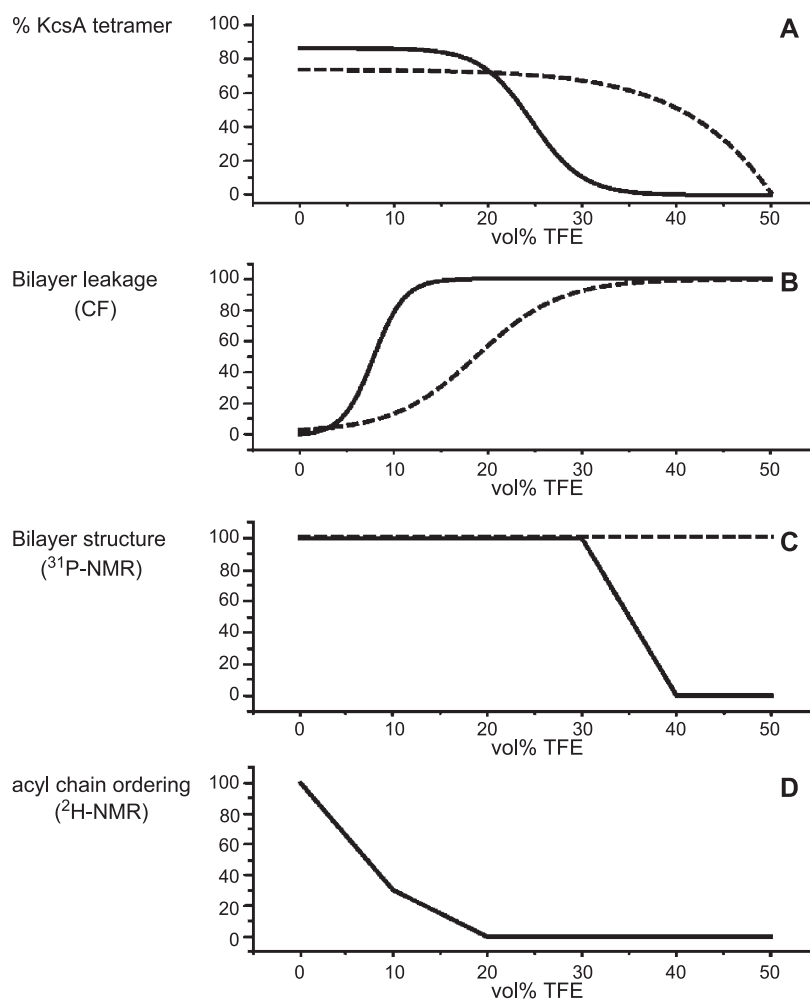 % KcsA tetramer
A
100
80
60
40
20
0
0 10 20 30 40 50
vol% TFE
Bilayer leakage
(CF)
B
100
80
60
40
20
0
0 10 20 30 40 50
vol% TFE
Bilayer structure
(³¹P-NMR)
C
100
80
60
40
20
0
0 10 20 30 40 50
vol% TFE
acyl chain ordering
(²H-NMR)
D
100
80
60
40
20
0
0 10 20 30 40 50
vol% TFE